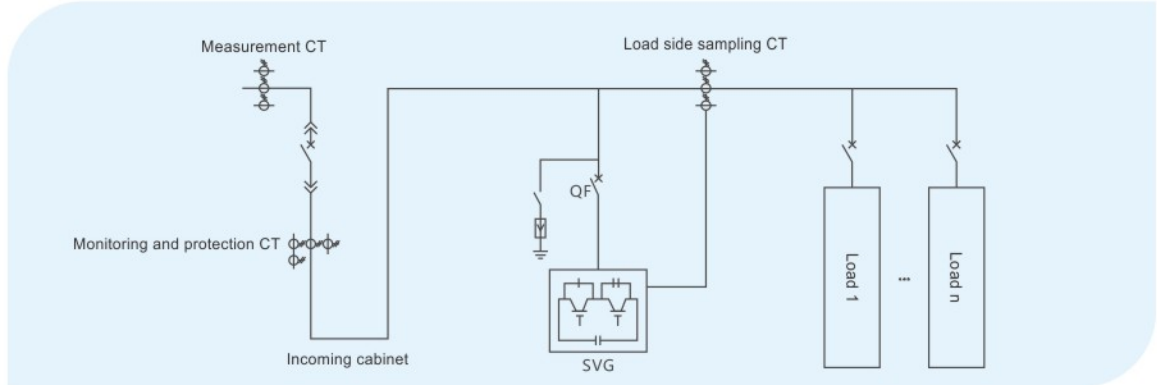 Measurement CT
Load side sampling CT
QF
Monitoring and protection CT
Load 1
...
Load n
Incoming cabinet
SVG